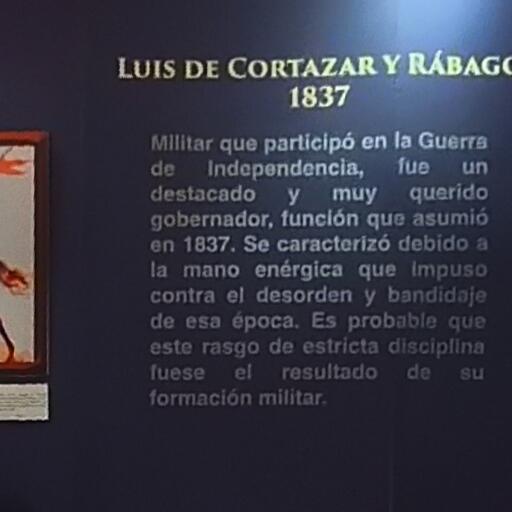 LUIS DE CORTAZAR Y RÁBAGO
1837
Militar que participó en la Guerra
de Independencia, fue un
destacado y muy querido
gobernador, función que asumió
en 1837. Se caracterizó debido a
la mano enérgica que impuso
contra el desorden y bandidaje
de esa época. Es probable que
este rasgo de estricta disciplina
fuese el resultado de su
formación militar.